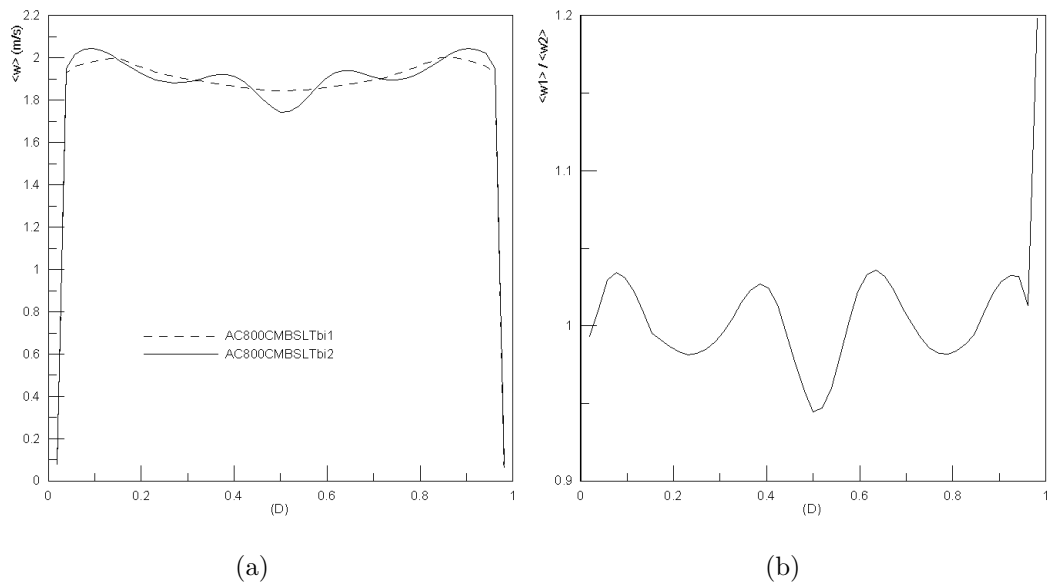 2.2
2
1.8
1.6
1.4
1.2
1
0.8
0.6
0.4
0.2
0
<w> (m/s)
AC800CMBSLTbi1
AC800CMBSLTbi2
0 0.2 0.4 0.6 0.8 1
(D)
(a)
1.2
1.1
1
0.9
<w1> / <w2>
0 0.2 0.4 0.6 0.8 1
(D)
(b)